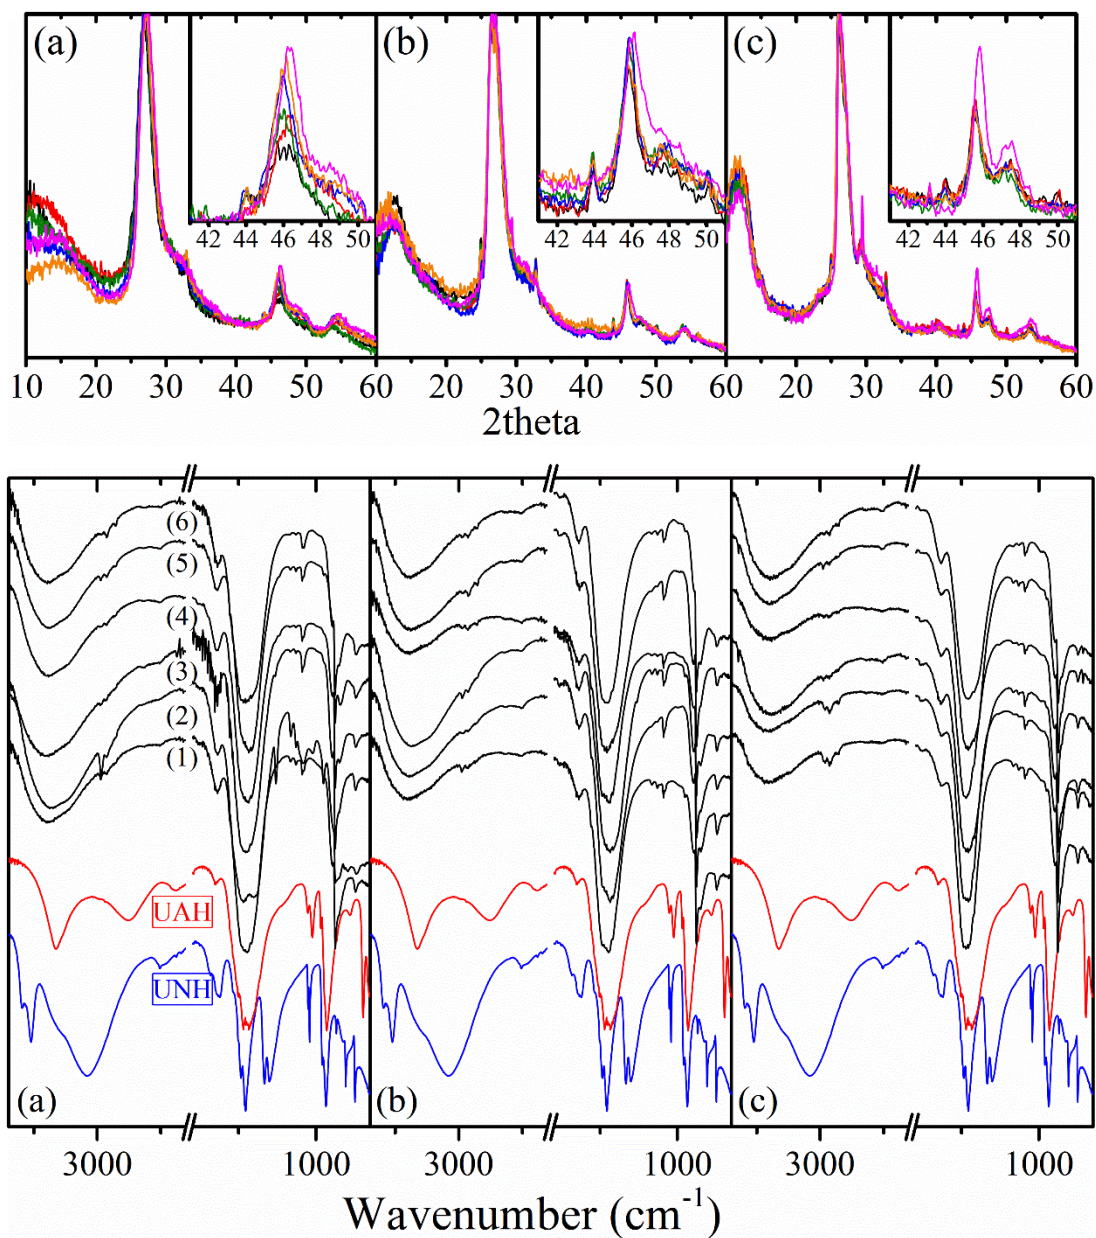 (a) (b) (c)
42 44 46 48 50 42 44 46 48 50 42 44 46 48 50
10 20 30 40 50 60 20 30 40 50 60 20 30 40 50 60
2theta
(6)
(5)
(4)
(3)
(2)
(1)
UAH
UNH
(a) (b) (c)
3000 1000 3000 1000 3000 1000
Wavenumber (cm⁻¹)